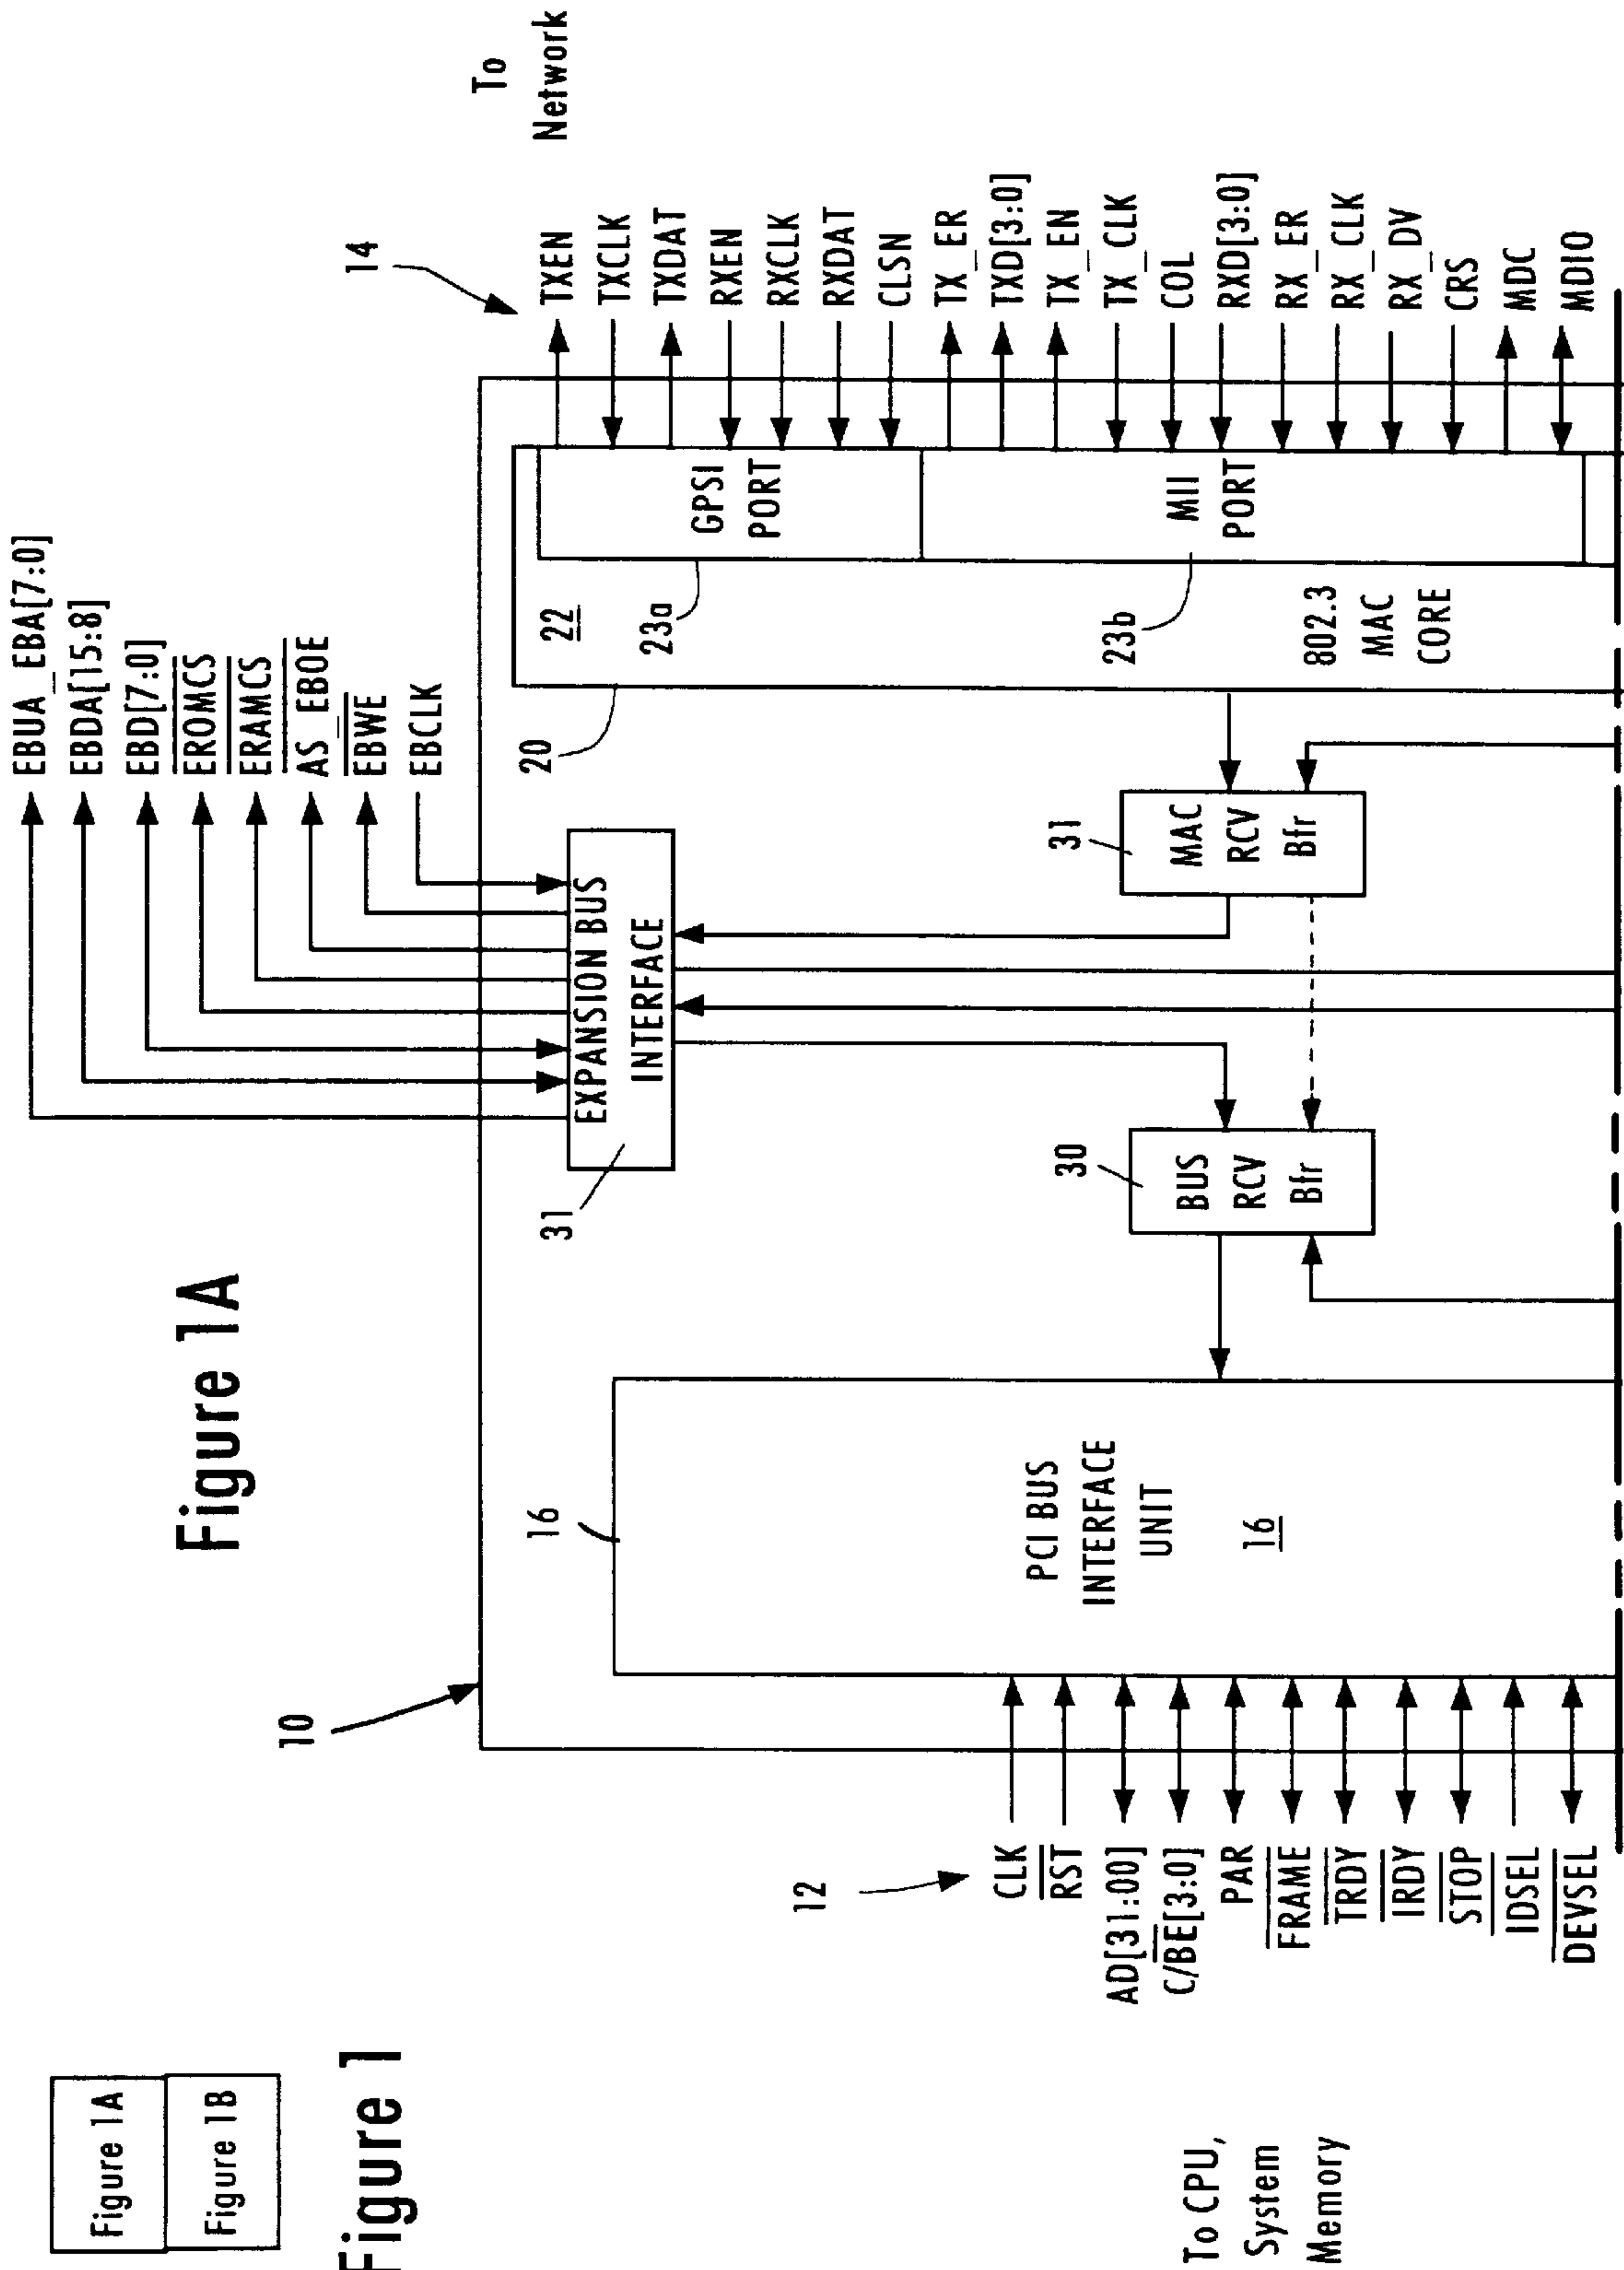 Figure 1A
Figure 1B
Figure 1
Figure 1A
EBUA_EBA[7:0]
EBDA[15:8]
EBD[7:0]
EROMCS
ERAMCS
AS_EBOE
EBWE
EBCLK
10
12
14
To
Network
To CPU,
System
Memory
CLK
RST
AD[31:00]
C/BE[3:0]
PAR
FRAME
TRDY
IRDY
STOP
IDSEL
DEVSEL
16
PCI BUS
INTERFACE
UNIT
16
31
EXPANSION BUS
INTERFACE
30
BUS
RCV
Bfr
31
MAC
RCV
Bfr
20
22
23a
GPSI
PORT
23b
MII
PORT
802.3
MAC
CORE
TXEN
TXCLK
TXDAT
RXEN
RXCLK
RXDAT
CLSN
TX_ER
TXD[3:0]
TX_EN
TX_CLK
COL
RXD[3:0]
RX_ER
RX_CLK
RX_DV
CRS
MDC
MDIO